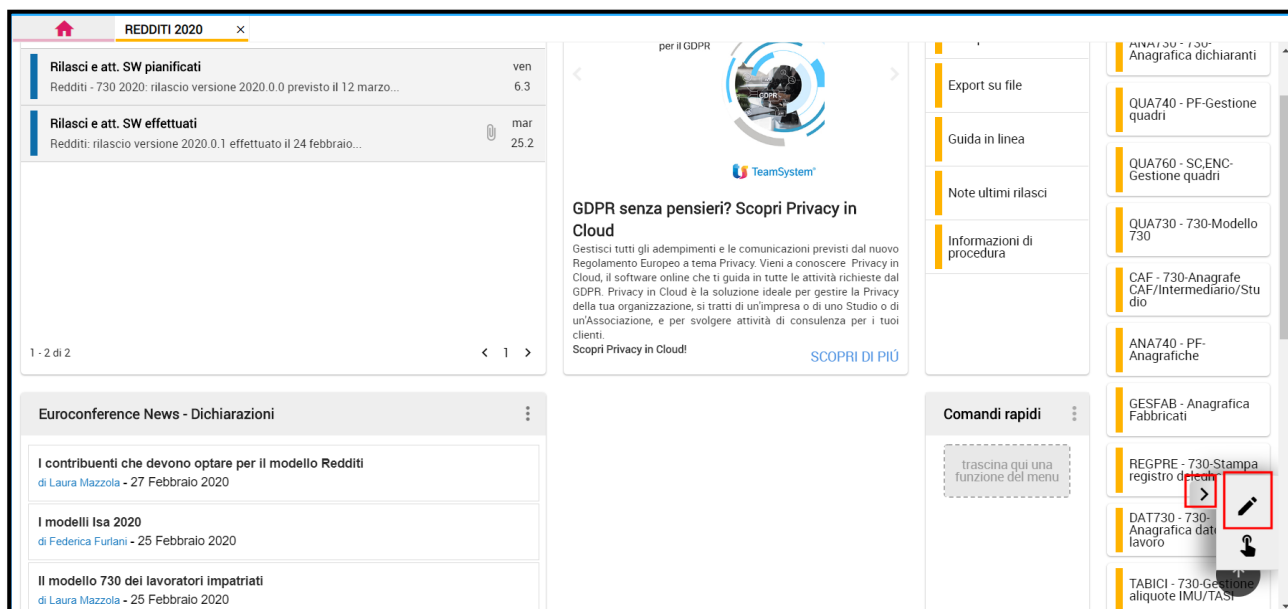 REDDITI 2020 ×
Rilasci e att. SW pianificati ven
Redditi - 730 2020: rilascio versione 2020.0.0 previsto il 12 marzo... 6.3
Rilasci e att. SW effettuati mar
Redditi: rilascio versione 2020.0.1 effettuato il 24 febbraio... 25.2
1 - 2 di 2 < 1 >
per il GDPR
GDPR
TeamSystem®
GDPR senza pensieri? Scopri Privacy in
Cloud
Gestisci tutti gli adempimenti e le comunicazioni previsti dal nuovo
Regolamento Europeo a tema Privacy. Vieni a conoscere Privacy in
Cloud, il software online che ti guida in tutte le attività richieste dal
GDPR. Privacy in Cloud è la soluzione ideale per gestire la Privacy
della tua organizzazione, si tratti di un'impresa o di uno Studio o di
un'Associazione, e per svolgere attività di consulenza per i tuoi
clienti.
Scopri Privacy in Cloud!
SCOPRI DI PIÚ
Export su file
Guida in linea
Note ultimi rilasci
Informazioni di
procedura
ANA730 - 730-
Anagrafica dichiaranti
QUA740 - PF-Gestione
quadri
QUA760 - SC,ENC-
Gestione quadri
QUA730 - 730-Modello
730
CAF - 730-Anagrafe
CAF/Intermediario/Stu
dio
ANA740 - PF-
Anagrafiche
GESFAB - Anagrafica
Fabbricati
REGPRE - 730-Stampa
registro
DAT730 - 730-
Anagrafica
lavoro
TABICI - 730-Gestione
aliquote IMU/TASI
Euroconference News - Dichiarazioni
I contribuenti che devono optare per il modello Redditi
di Laura Mazzola - 27 Febbraio 2020
I modelli Isa 2020
di Federica Furlani - 25 Febbraio 2020
Il modello 730 dei lavoratori impatriati
di Laura Mazzola - 25 Febbraio 2020
Comandi rapidi
trascina qui una
funzione del menu